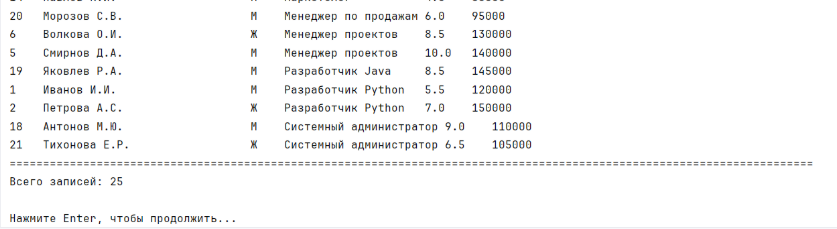 20 Морозов С.В. М Менеджер по продажам 6.0 95000
6 Волкова О.И. Ж Менеджер проектов 8.5 130000
5 Смирнов Д.А. М Менеджер проектов 10.0 140000
19 Яковлев Р.А. М Разработчик Java 8.5 145000
1 Иванов И.И. М Разработчик Python 5.5 120000
2 Петрова А.С. Ж Разработчик Python 7.0 150000
18 Антонов М.Ю. М Системный администратор 9.0 110000
21 Тихонова Е.Р. Ж Системный администратор 6.5 105000
========================================================================================================================
Всего записей: 25
Нажмите Enter, чтобы продолжить...